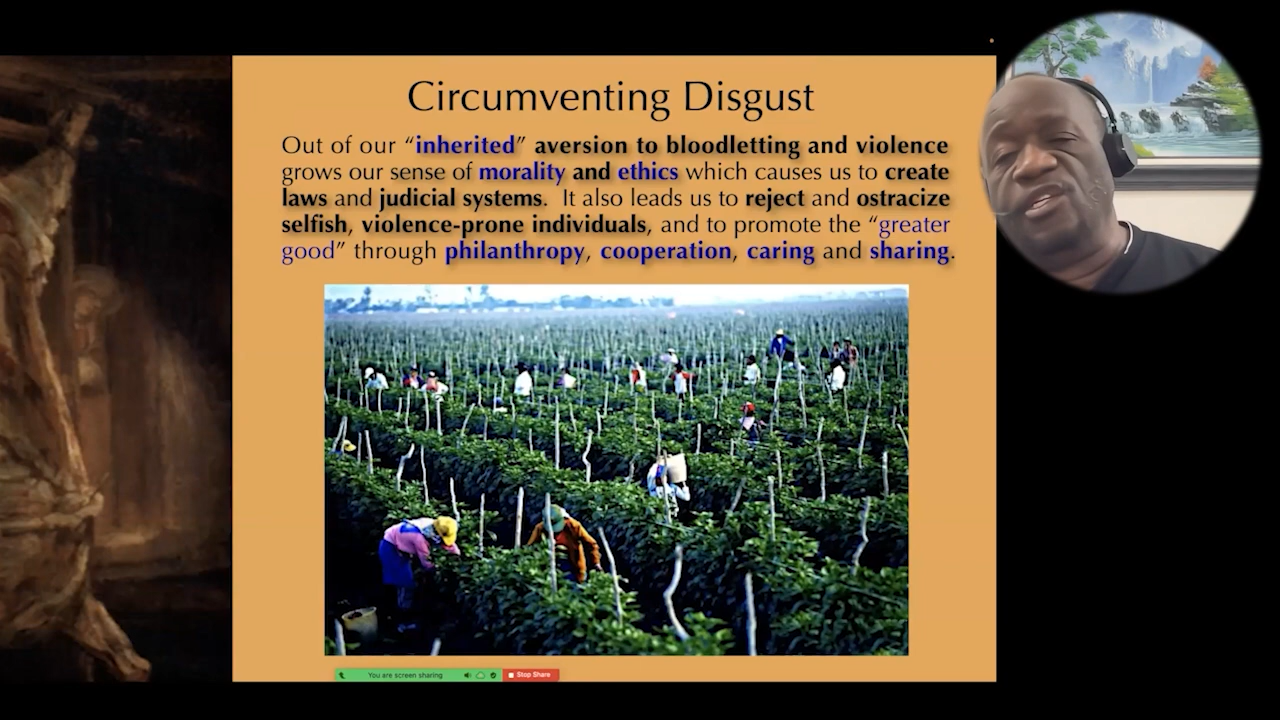 Circumventing Disgust
Out of our “inherited” aversion to bloodletting and violence
grows our sense of morality and ethics which causes us to create
laws and judicial systems. It also leads us to reject and ostracize
selfish, violence-prone individuals, and to promote the “greater
good” through philanthropy, cooperation, caring and sharing.
You are screen sharing
Stop Share